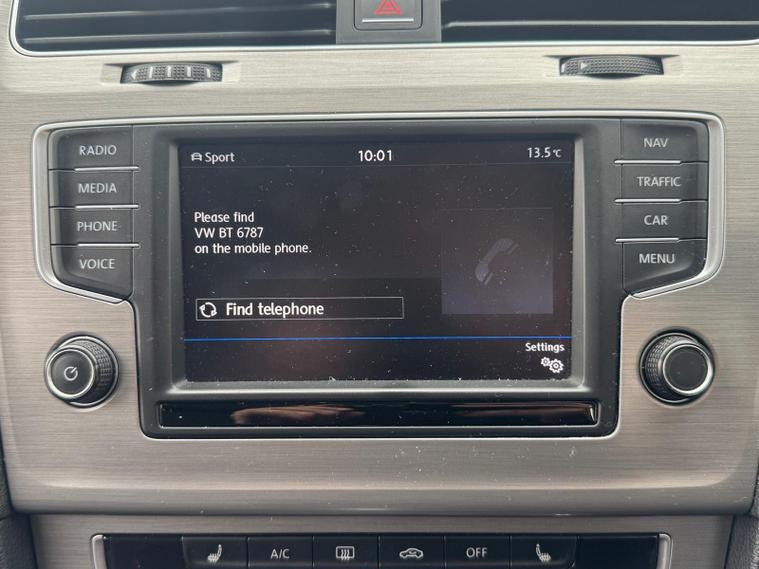 RADIO
MEDIA
PHONE
VOICE
Sport 10:01 13.5°C
Please find
VW BT 6787
on the mobile phone.
Find telephone
Settings
NAV
TRAFFIC
CAR
MENU
A/C
OFF